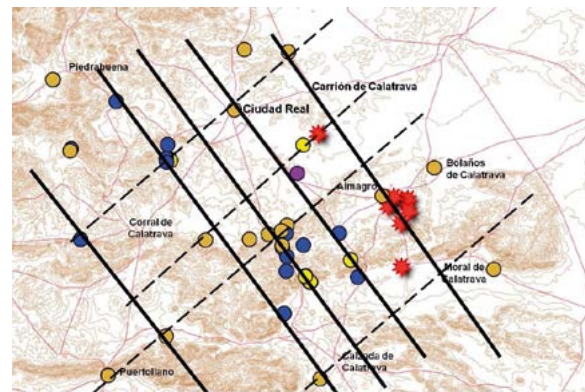 Piedrabuena
Carrión de Calatrava
Ciudad Real
Bolaños
de Calatrava
Almagro
Corral de
Calatrava
Moral de
Calatrava
Puertollano
Calzada de
Calatrava